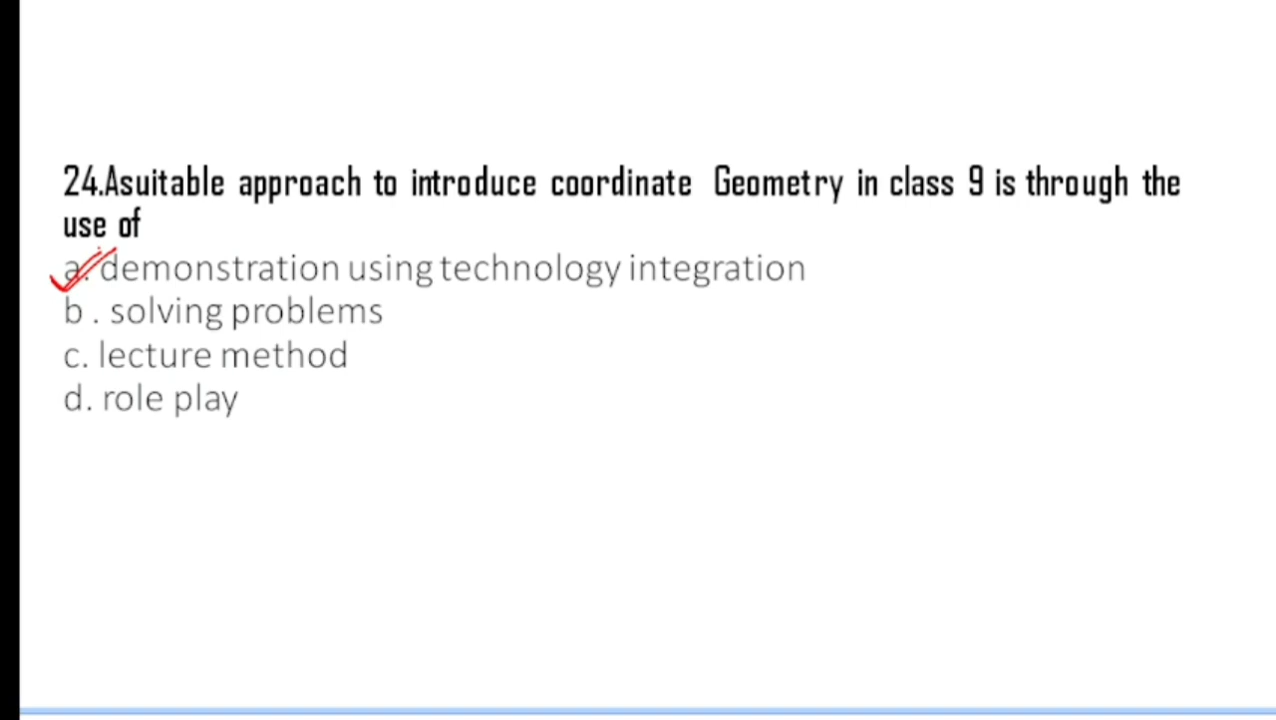 24.Asuitable approach to introduce coordinate Geometry in class 9 is through the
use of
a. demonstration using technology integration
b . solving problems
c. lecture method
d. role play